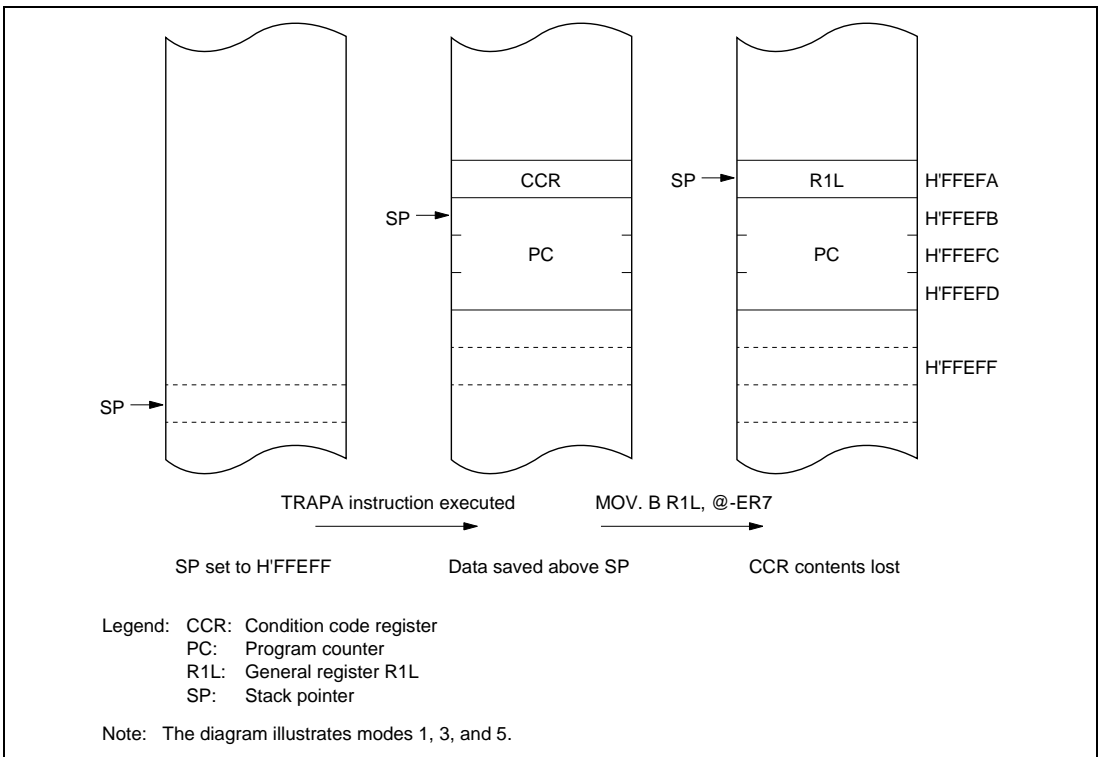 CCR
SP
R1L
H'FFEFA
SP
H'FFEFB
PC
PC
H'FFEFC
H'FFEFD
H'FFEFF
SP
TRAPA instruction executed
MOV. B R1L, @-ER7
SP set to H'FFEFF
Data saved above SP
CCR contents lost
Legend: CCR: Condition code register
PC: Program counter
R1L: General register R1L
SP: Stack pointer
Note: The diagram illustrates modes 1, 3, and 5.